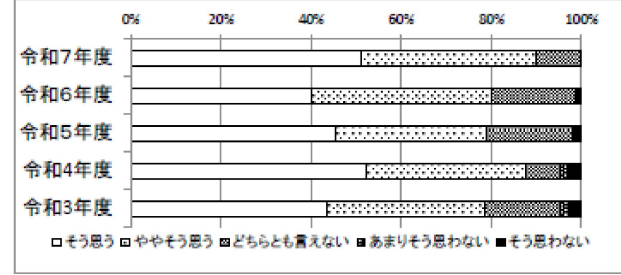 0% 20% 40% 60% 80% 100%
令和7年度
令和6年度
令和5年度
令和4年度
令和3年度
そう思う ややそう思う どちらとも言えない あまりそう思わない そう思わない